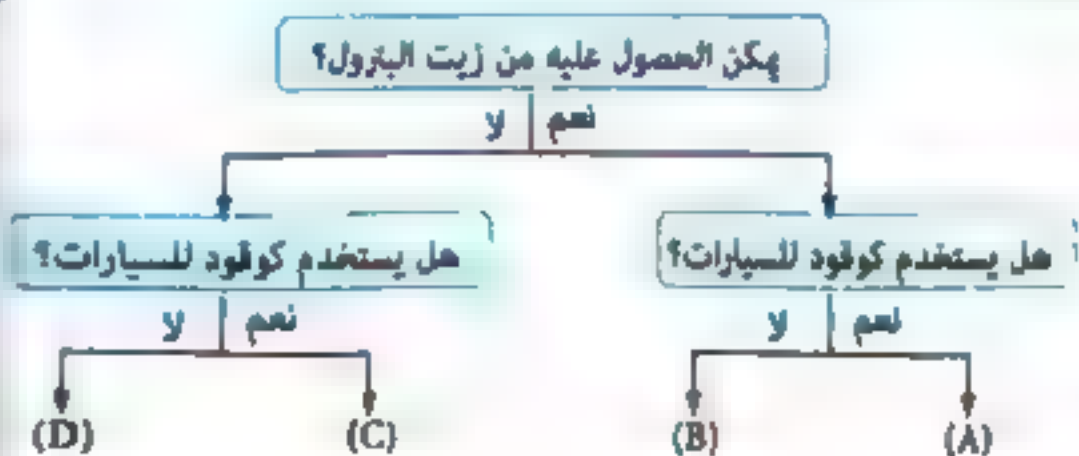 يمكن الحصول عليه من زيت البترول؟
نعم
لا
هل يستخدم كوقود للسيارات؟
هل يستخدم كوقود للسيارات؟
نعم
لا
نعم
لا
(A)
(B)
(C)
(D)